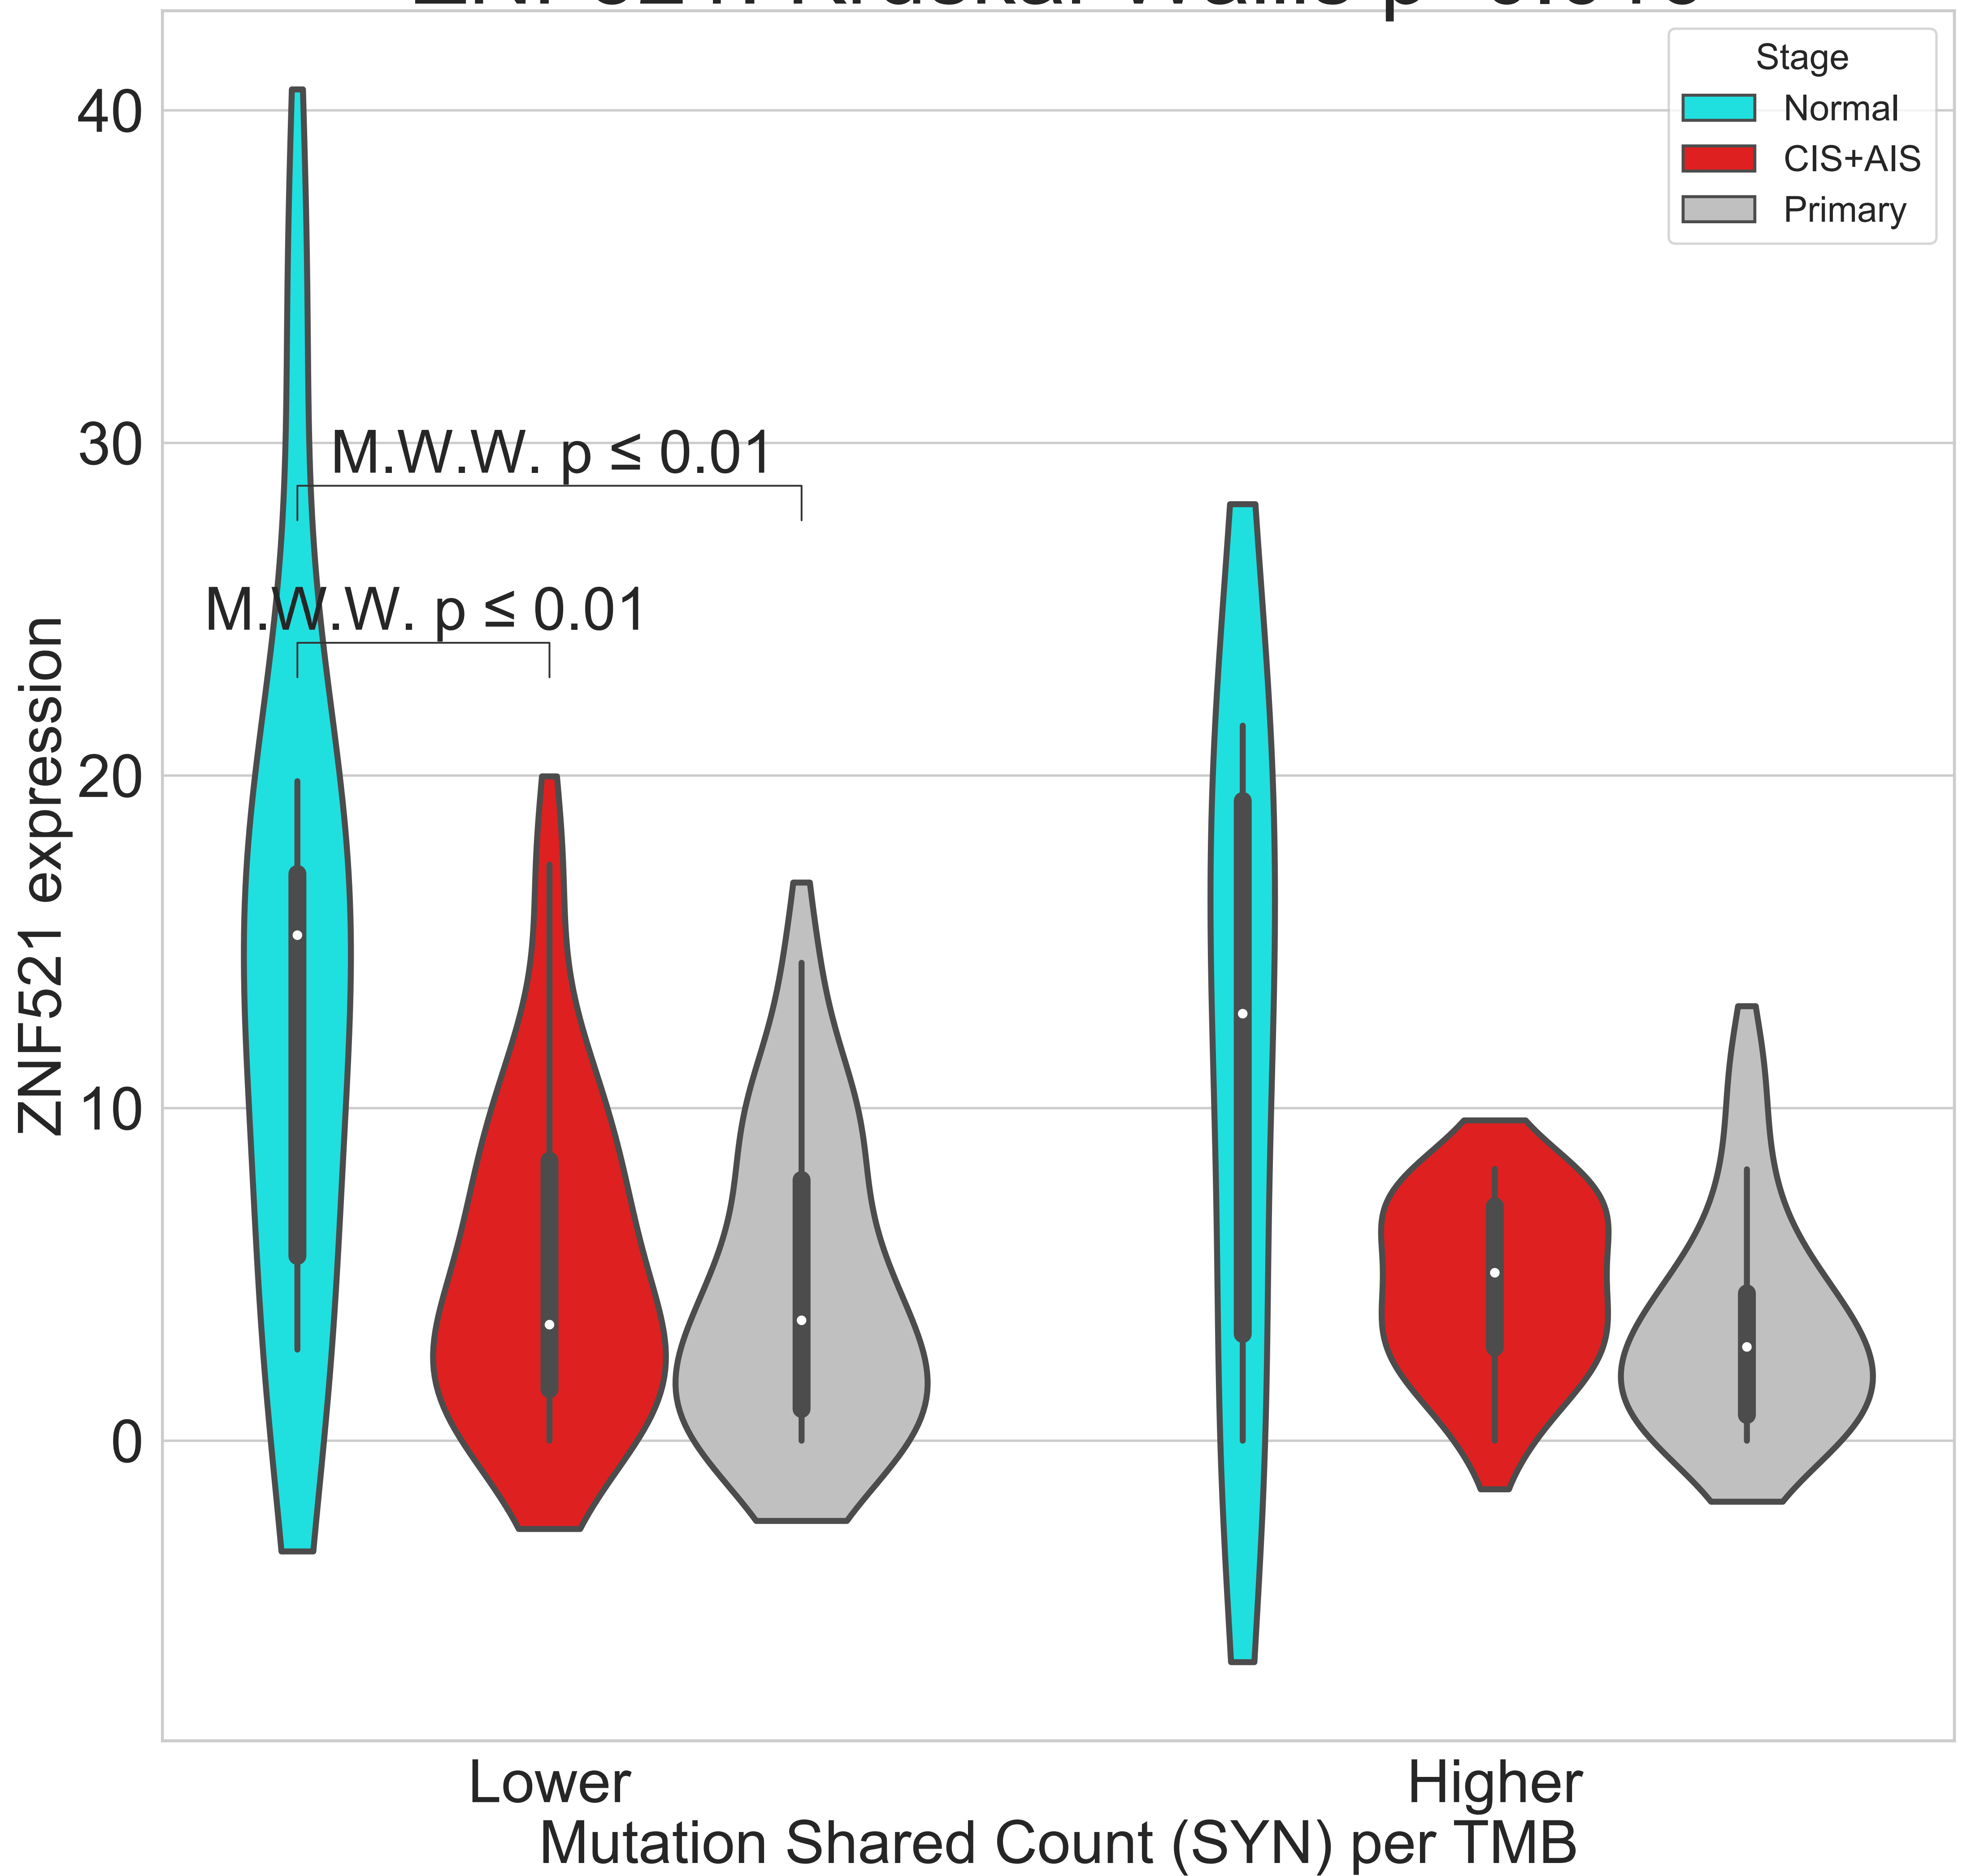 Stage
Normal
CIS+AIS
Primary
40
30
20
10
0
M.W.W. p ≤ 0.01
M.W.W. p ≤ 0.01
ZNF521 expression
Lower
Higher
Mutation Shared Count (SYN) per TMB